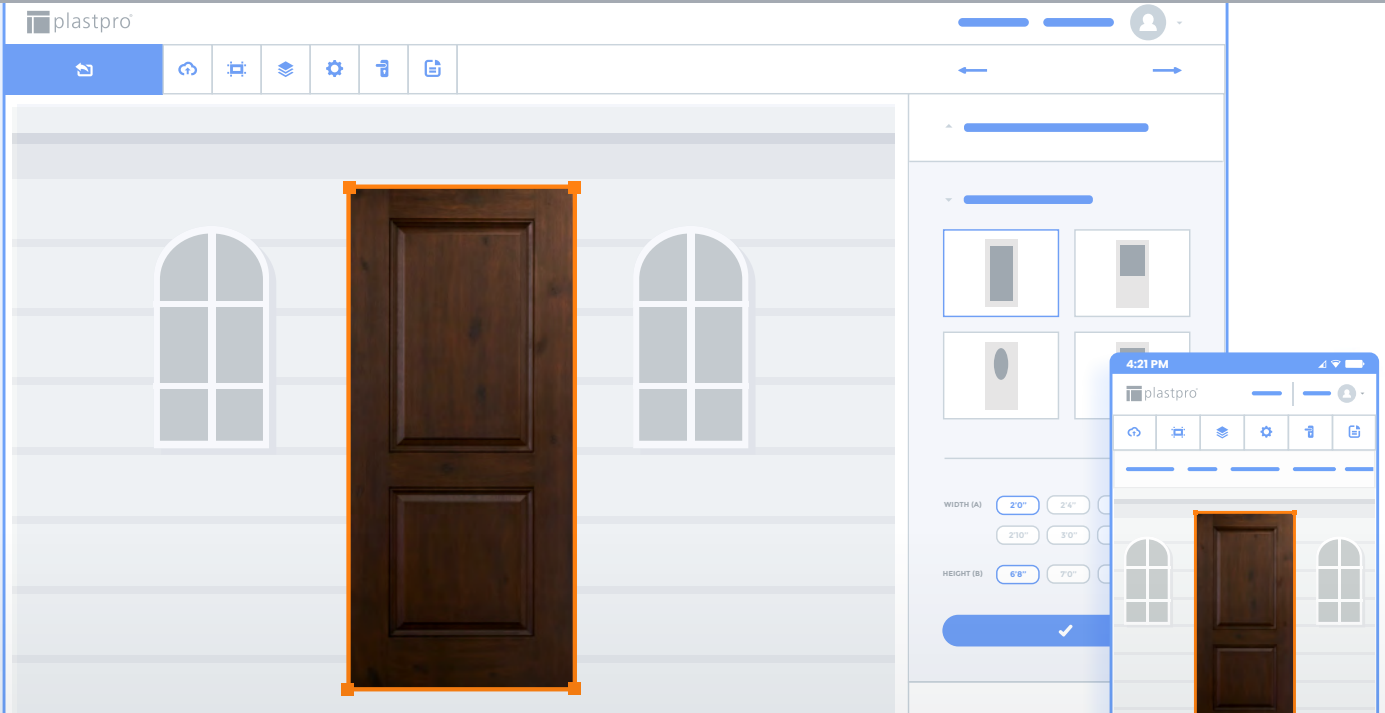 plastpro
WIDTH (A) 2'0" 2'4"
2'10" 3'0"
HEIGHT (B) 6'8" 7'0"
4:21 PM
plastpro